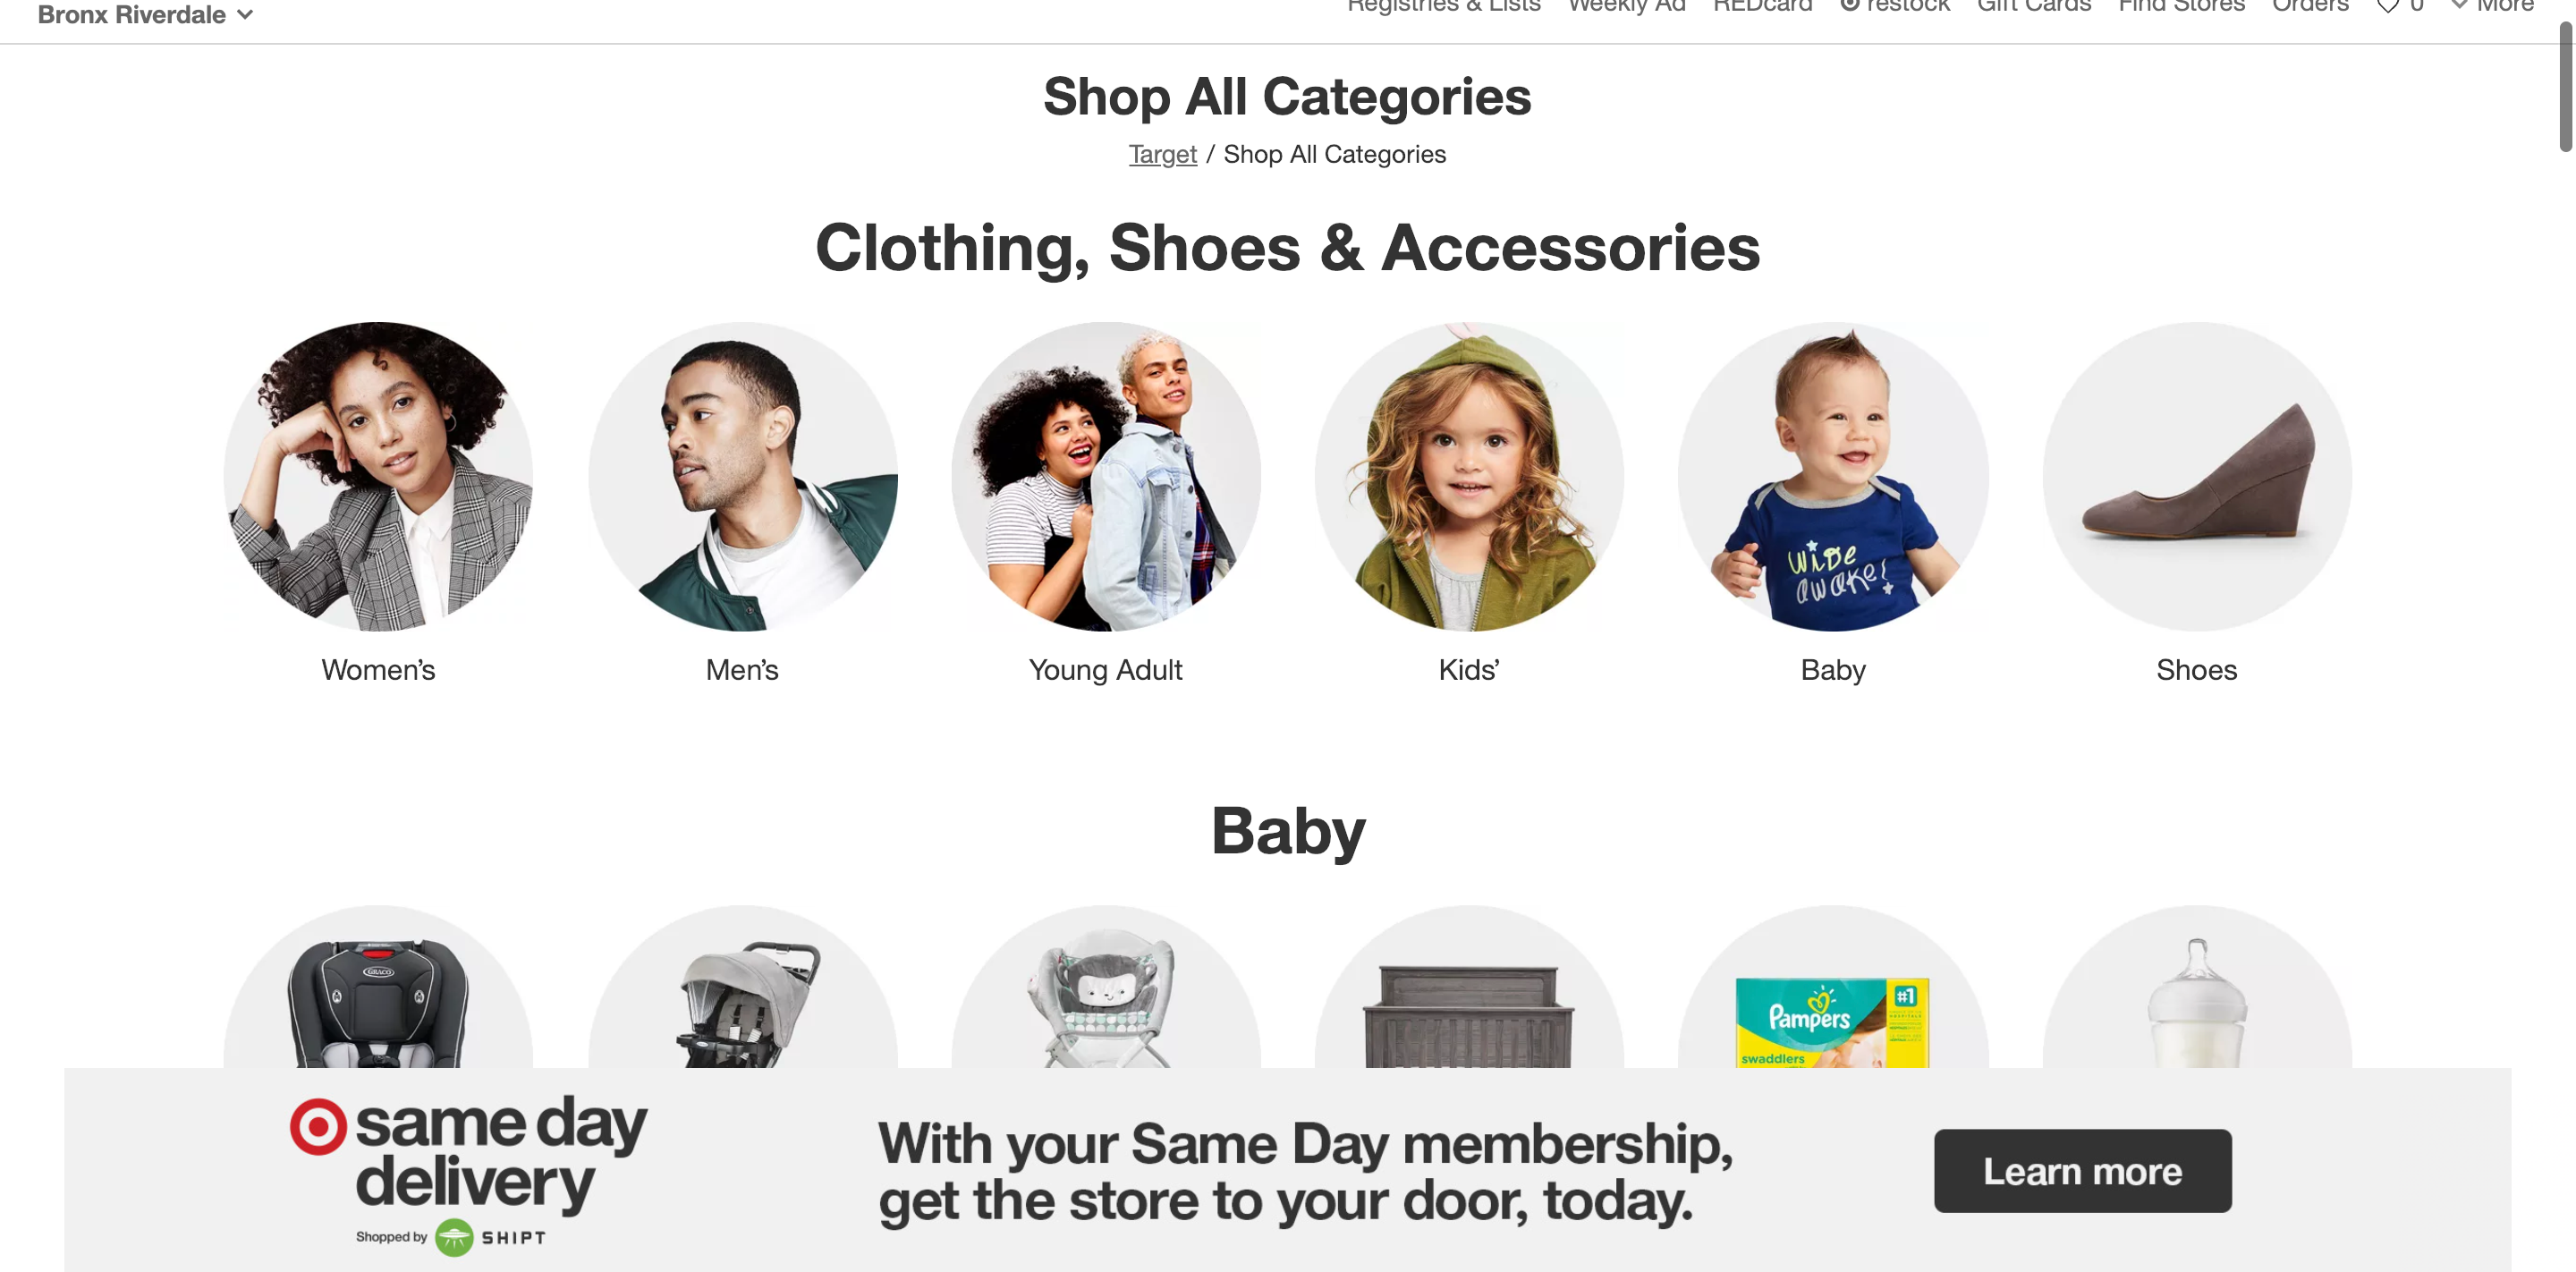 Bronx Riverdale
Registries & Lists Weekly Ad REDcard restock Gift Cards Find Stores Orders 0 More
Shop All Categories
Target / Shop All Categories
Clothing, Shoes & Accessories
wide
awake!
Women’s Men’s Young Adult Kids’ Baby Shoes
Baby
GRACO
Pampers
#1
swaddlers
same day
delivery
Shopped by SHIPT
With your Same Day membership,
get the store to your door, today.
Learn more